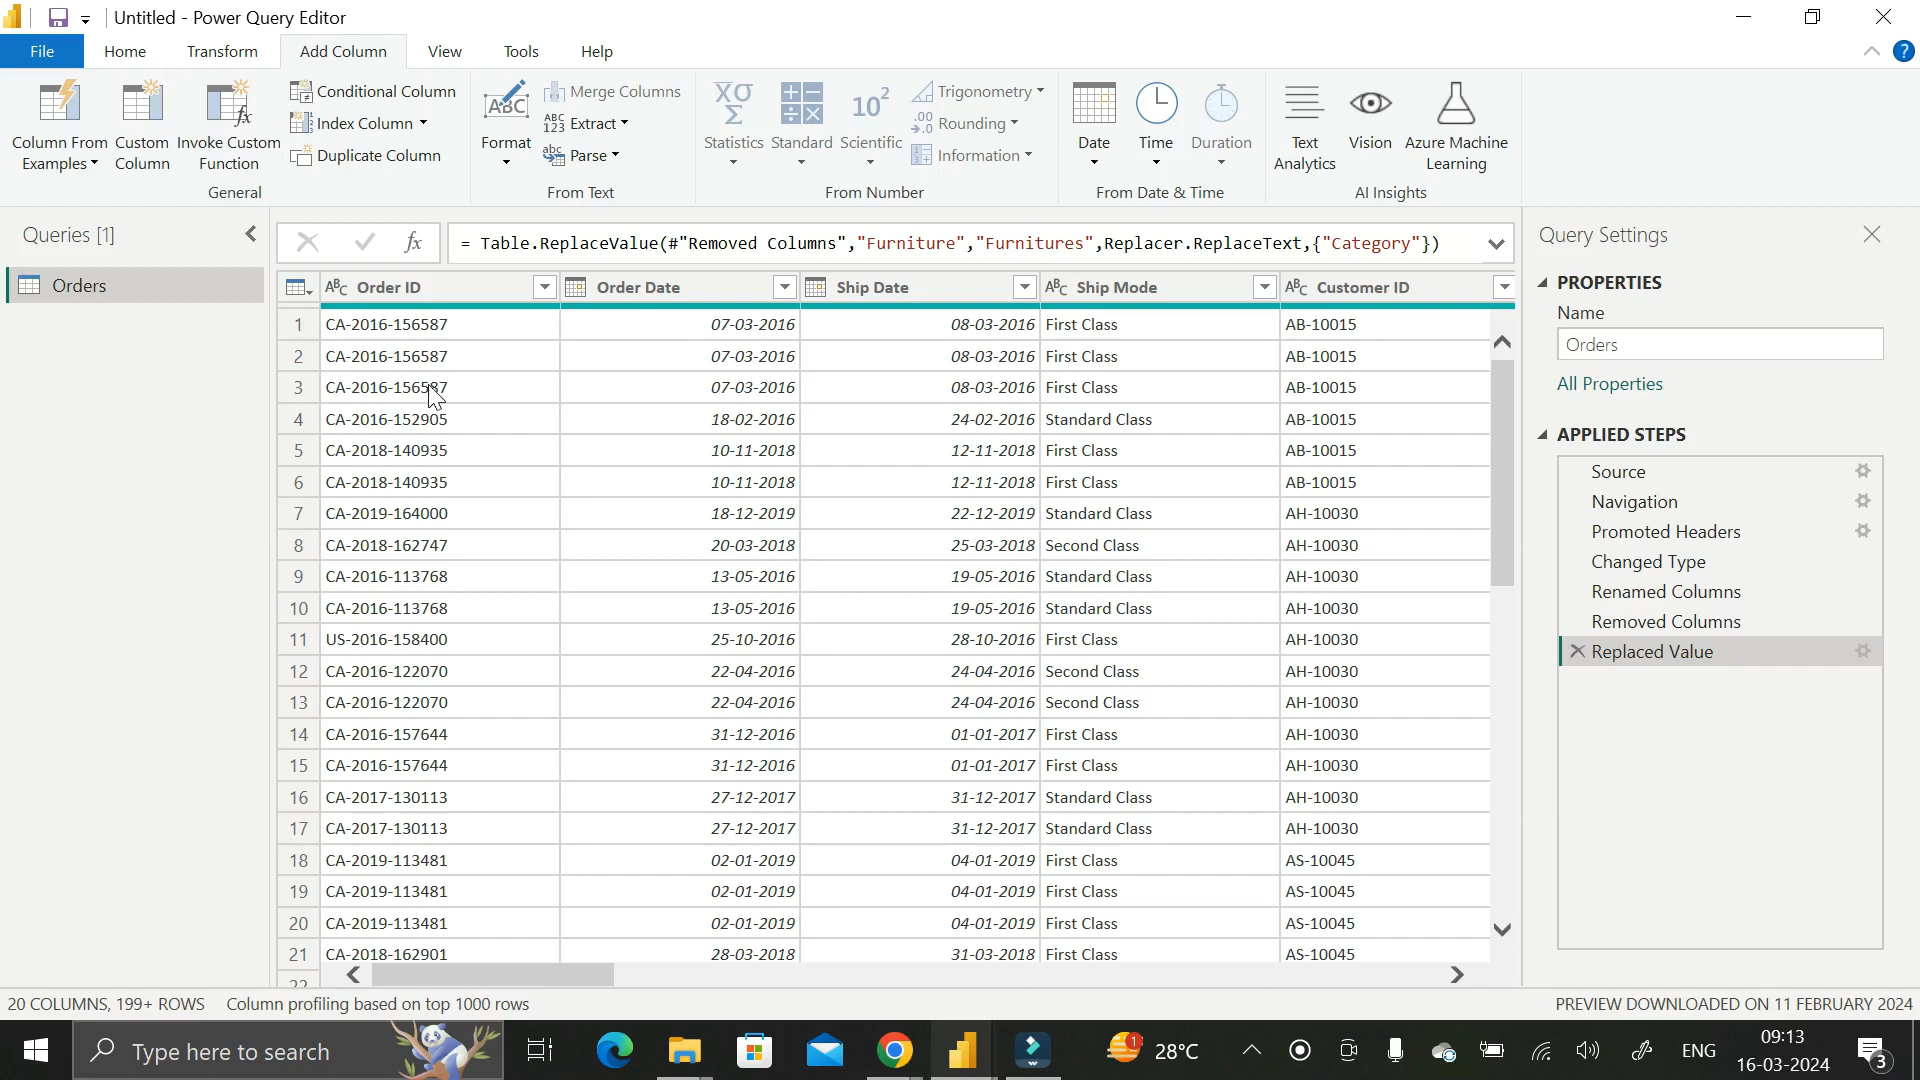 Untitled - Power Query Editor
File Home Transform Add Column View Tools Help
Column From Examples
Custom Column
Invoke Custom Function
Conditional Column
Index Column
Duplicate Column
General
Format
Merge Columns
Extract
Parse
From Text
Statistics
Standard
Scientific
Trigonometry
Rounding
Information
From Number
Date
Time
Duration
From Date & Time
Text Analytics
Vision
Azure Machine Learning
AI Insights
Queries [1]
Orders
= Table.ReplaceValue(#"Removed Columns","Furniture","Furnitures",Replacer.ReplaceText,{"Category"})
Order ID Order Date Ship Date Ship Mode Customer ID
1 CA-2016-156587 07-03-2016 08-03-2016 First Class AB-10015
2 CA-2016-156587 07-03-2016 08-03-2016 First Class AB-10015
3 CA-2016-156587 07-03-2016 08-03-2016 First Class AB-10015
4 CA-2016-152905 18-02-2016 24-02-2016 Standard Class AB-10015
5 CA-2018-140935 10-11-2018 12-11-2018 First Class AB-10015
6 CA-2018-140935 10-11-2018 12-11-2018 First Class AB-10015
7 CA-2019-164000 18-12-2019 22-12-2019 Standard Class AH-10030
8 CA-2018-162747 20-03-2018 25-03-2018 Second Class AH-10030
9 CA-2016-113768 13-05-2016 19-05-2016 Standard Class AH-10030
10 CA-2016-113768 13-05-2016 19-05-2016 Standard Class AH-10030
11 US-2016-158400 25-10-2016 28-10-2016 First Class AH-10030
12 CA-2016-122070 22-04-2016 24-04-2016 Second Class AH-10030
13 CA-2016-122070 22-04-2016 24-04-2016 Second Class AH-10030
14 CA-2016-157644 31-12-2016 01-01-2017 First Class AH-10030
15 CA-2016-157644 31-12-2016 01-01-2017 First Class AH-10030
16 CA-2017-130113 27-12-2017 31-12-2017 Standard Class AH-10030
17 CA-2017-130113 27-12-2017 31-12-2017 Standard Class AH-10030
18 CA-2019-113481 02-01-2019 04-01-2019 First Class AS-10045
19 CA-2019-113481 02-01-2019 04-01-2019 First Class AS-10045
20 CA-2019-113481 02-01-2019 04-01-2019 First Class AS-10045
21 CA-2018-162901 28-03-2018 31-03-2018 First Class AS-10045
22
Query Settings
PROPERTIES
Name
Orders
All Properties
APPLIED STEPS
Source
Navigation
Promoted Headers
Changed Type
Renamed Columns
Removed Columns
Replaced Value
20 COLUMNS, 199+ ROWS Column profiling based on top 1000 rows
PREVIEW DOWNLOADED ON 11 FEBRUARY 2024
Type here to search
28°C
ENG
09:13
16-03-2024
3